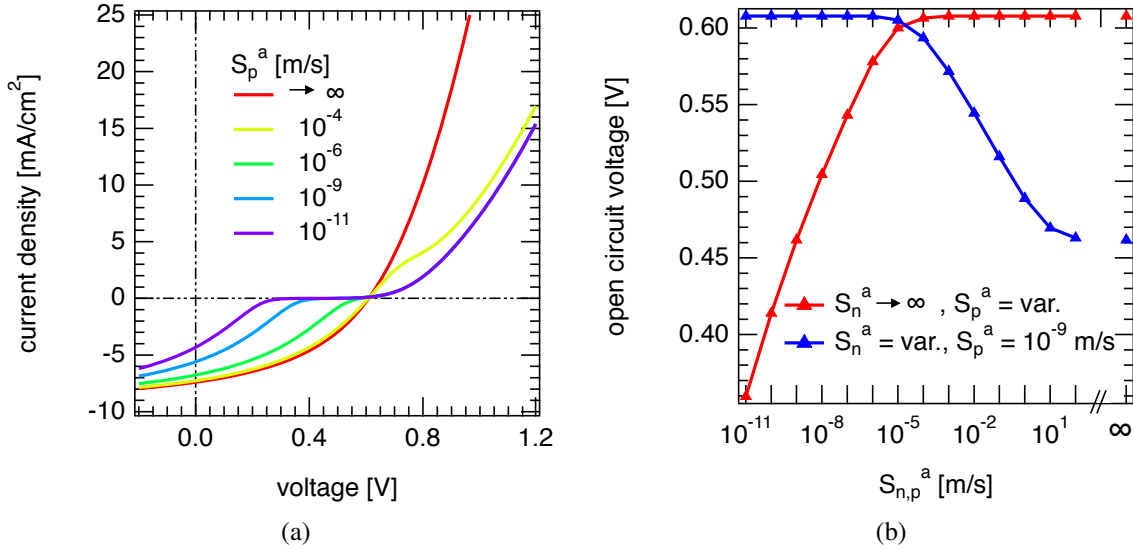 25
20
15
10
5
0
-5
-10
current density [mA/cm²]
Sₚᵃ [m/s]
→ ∞
10⁻⁴
10⁻⁶
10⁻⁹
10⁻¹¹
0.0 0.4 0.8 1.2
voltage [V]
(a)
0.60
0.55
0.50
0.45
0.40
open circuit voltage [V]
Sₙᵃ → ∞ , Sₚᵃ = var.
Sₙᵃ = var., Sₚᵃ = 10⁻⁹ m/s
10⁻¹¹ 10⁻⁸ 10⁻⁵ 10⁻² 10¹ // ∞
Sₙ,ₚᵃ [m/s]
(b)